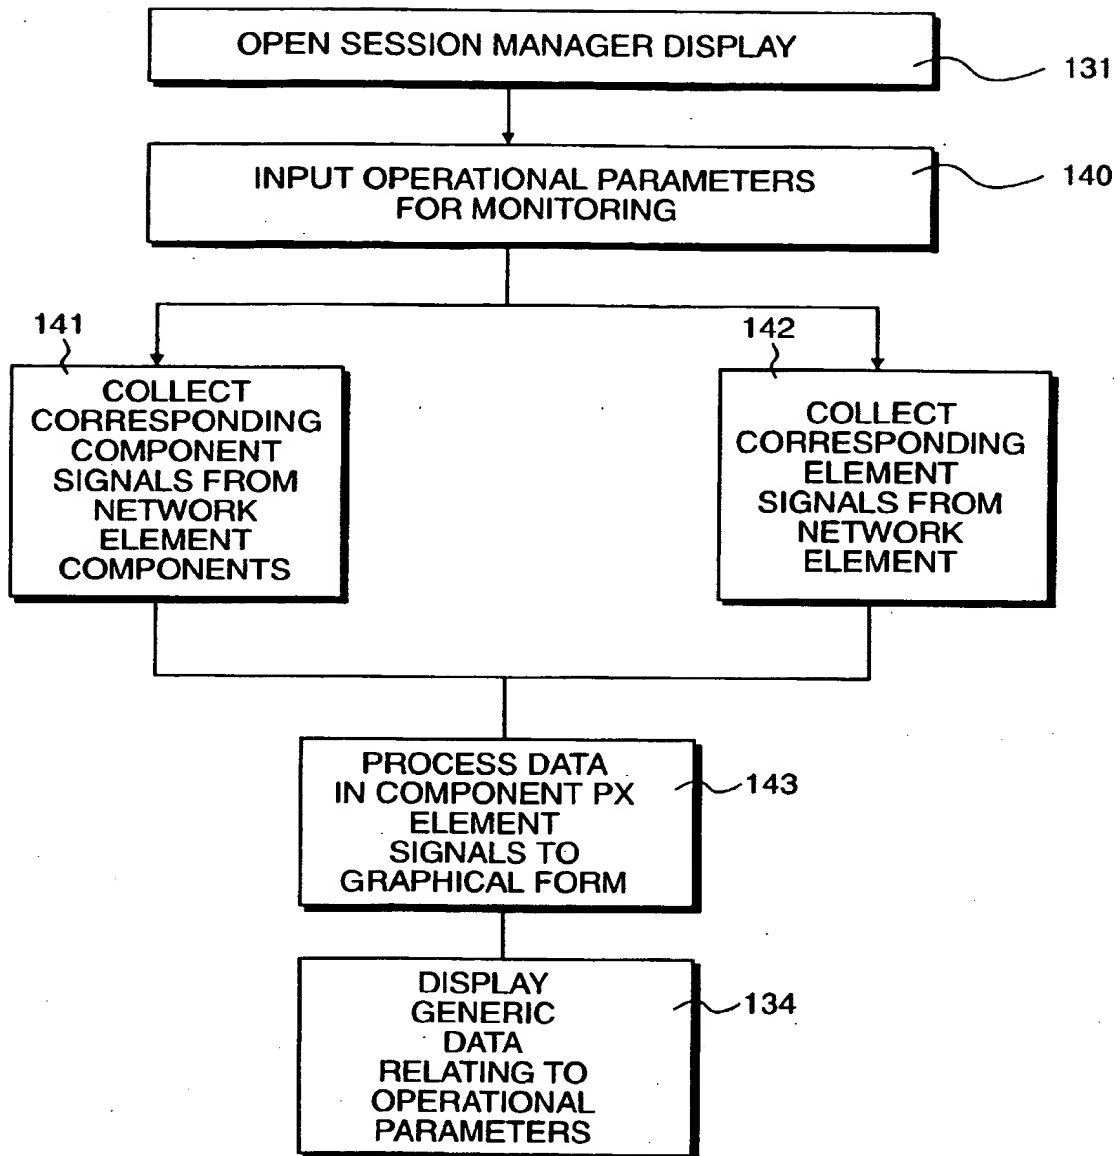 OPEN SESSION MANAGER DISPLAY
131
INPUT OPERATIONAL PARAMETERS
FOR MONITORING
140
141
COLLECT
CORRESPONDING
COMPONENT
SIGNALS FROM
NETWORK
ELEMENT
COMPONENTS
142
COLLECT
CORRESPONDING
ELEMENT
SIGNALS FROM
NETWORK
ELEMENT
PROCESS DATA
IN COMPONENT PX
ELEMENT
SIGNALS TO
GRAPHICAL FORM
143
DISPLAY
GENERIC
DATA
RELATING TO
OPERATIONAL
PARAMETERS
134